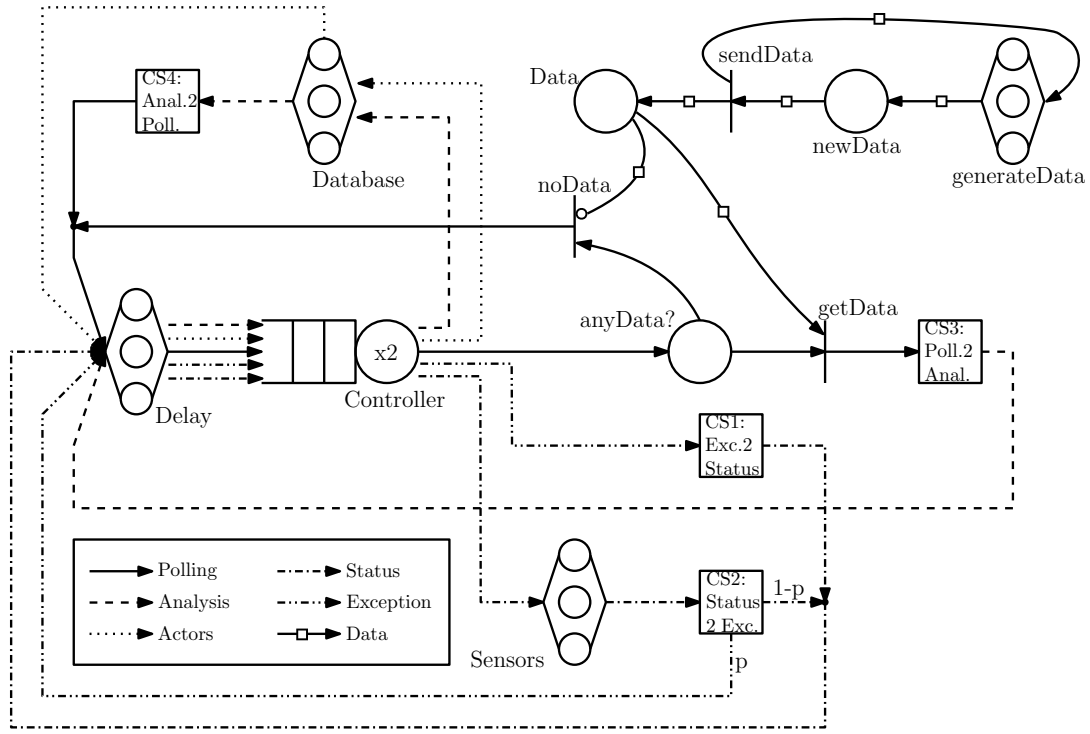 sendData
Data
CS4:
Anal.2
Poll.
newData
Database
generateData
noData
getData
anyData?
CS3:
Poll.2
Anal.
x2
Controller
Delay
CS1:
Exc.2
Status
Polling
Status
Analysis
Exception
Actors
Data
CS2:
Status
2 Exc.
1-p
Sensors
p